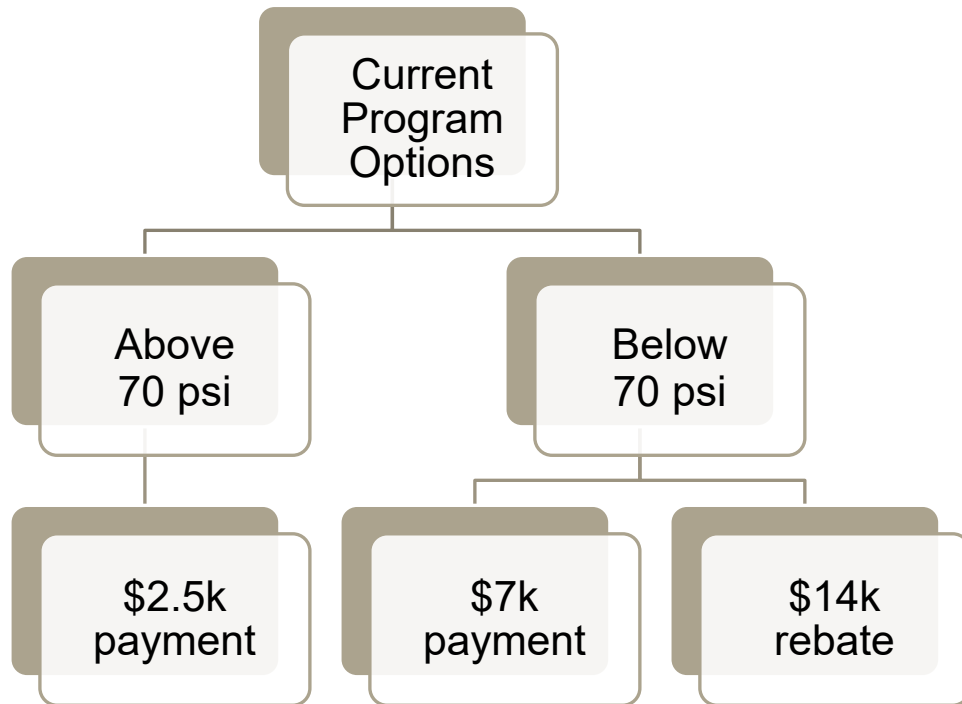 Current
Program
Options
Above
70 psi
Below
70 psi
$2.5k
payment
$7k
payment
$14k
rebate